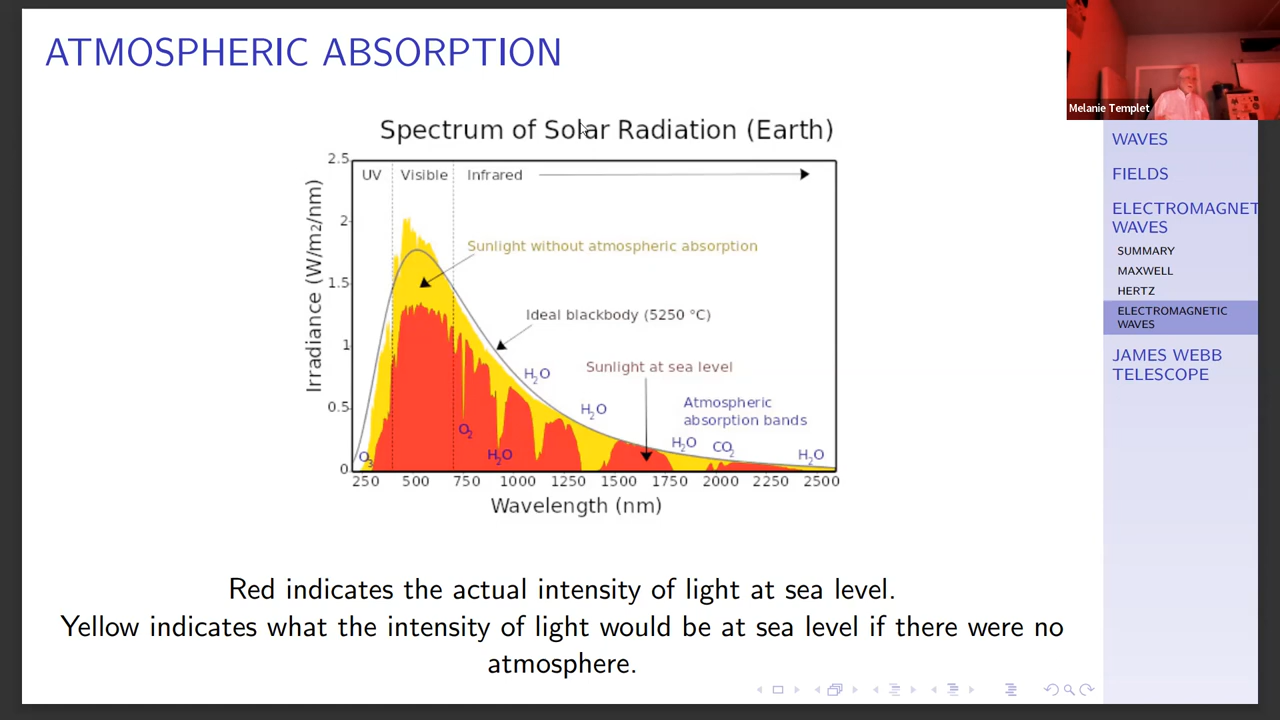 ATMOSPHERIC ABSORPTION
Melanie Templet
Spectrum of Solar Radiation (Earth)
UV
Visible
Infrared
Irradiance (W/m2/nm)
2.5
2
1.5
1
0.5
0
Sunlight without atmospheric absorption
Ideal blackbody (5250 °C)
Sunlight at sea level
H2O
H2O
Atmospheric
absorption bands
O2
H2O
H2O
CO2
H2O
O3
250 500 750 1000 1250 1500 1750 2000 2250 2500
Wavelength (nm)
Red indicates the actual intensity of light at sea level.
Yellow indicates what the intensity of light would be at sea level if there were no
atmosphere.
WAVES
FIELDS
ELECTROMAGNET
WAVES
SUMMARY
MAXWELL
HERTZ
ELECTROMAGNETIC
WAVES
JAMES WEBB
TELESCOPE